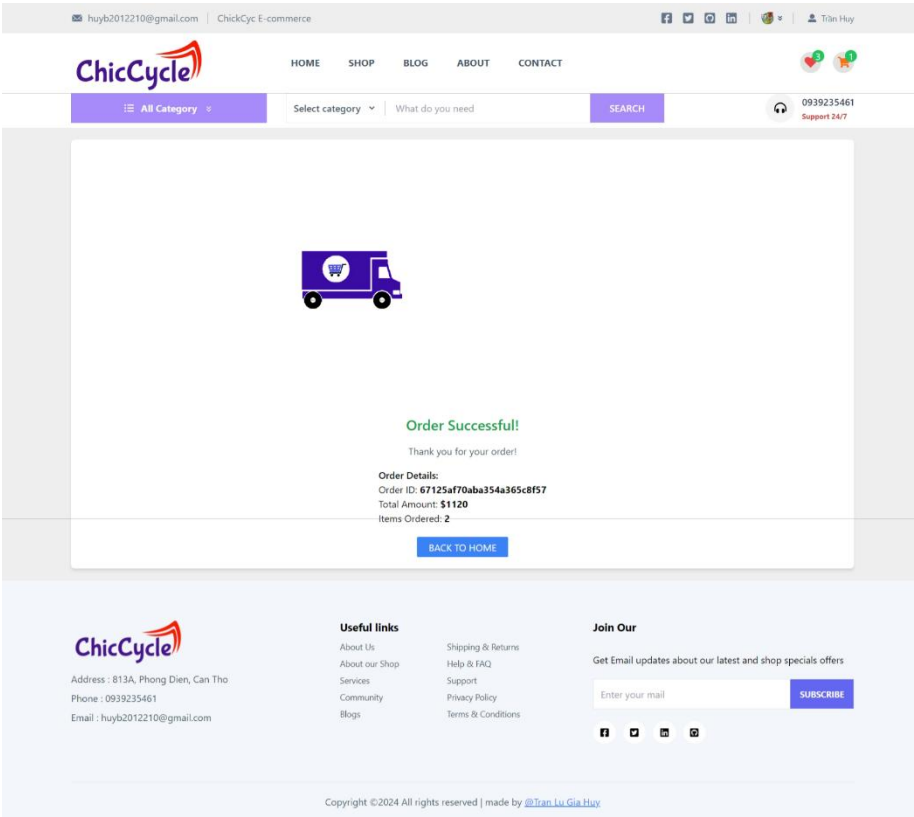 huyb2012210@gmail.com ChickCyc E-commerce Trần Huy
ChicCycle HOME SHOP BLOG ABOUT CONTACT 3 1
All Category Select category What do you need SEARCH 0939235461
Support 24/7
Order Successful!
Thank you for your order!
Order Details:
Order ID: 67125af70aba354a365c8f57
Total Amount: $1120
Items Ordered: 2
BACK TO HOME
ChicCycle
Address : 813A, Phong Dien, Can Tho
Phone : 0939235461
Email : huyb2012210@gmail.com
Useful links
About Us
About our Shop
Services
Community
Blogs
Shipping & Returns
Help & FAQ
Support
Privacy Policy
Terms & Conditions
Join Our
Get Email updates about our latest and shop specials offers
Enter your mail SUBSCRIBE
Copyright ©2024 All rights reserved | made by @Tran Lu Gia Huy